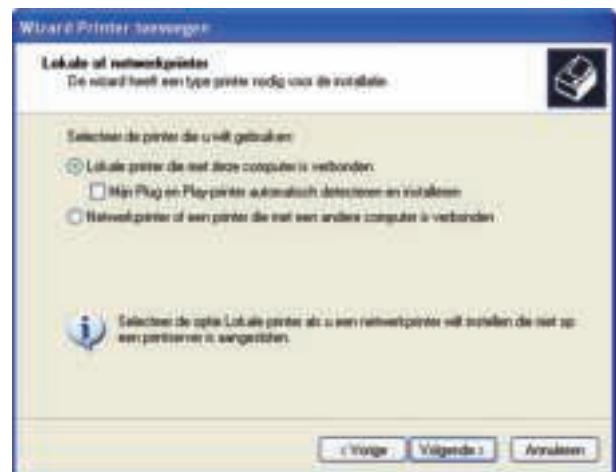 Wizard Printer toevoegen
Lokale of netwerkprinter
De wizard heeft een type printer nodig voor de installatie.
Selecteer de printer die u wilt gebruiken:
Lokale printer die met deze computer is verbonden
Mijn Plug en Play-printer automatisch detecteren en installeren
Netwerkprinter of een printer die met een andere computer is verbonden
Selecteer de optie Lokale printer als u een netwerkprinter wilt instellen die niet op
een printserver is aangesloten.
< Vorige
Volgende >
Annuleren